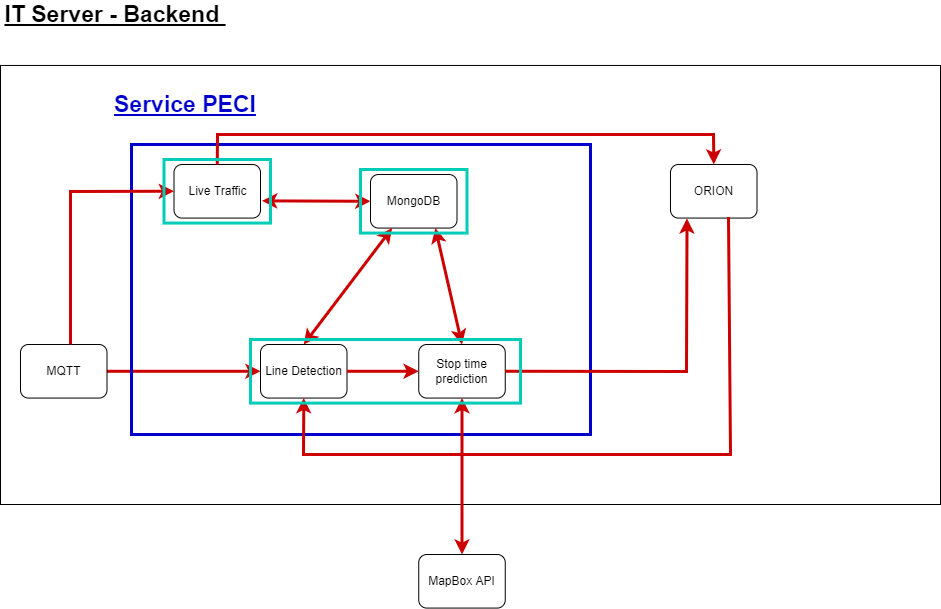 IT Server - Backend
Service PECI
Live Traffic
MongoDB
ORION
MQTT
Line Detection
Stop time
prediction
MapBox API